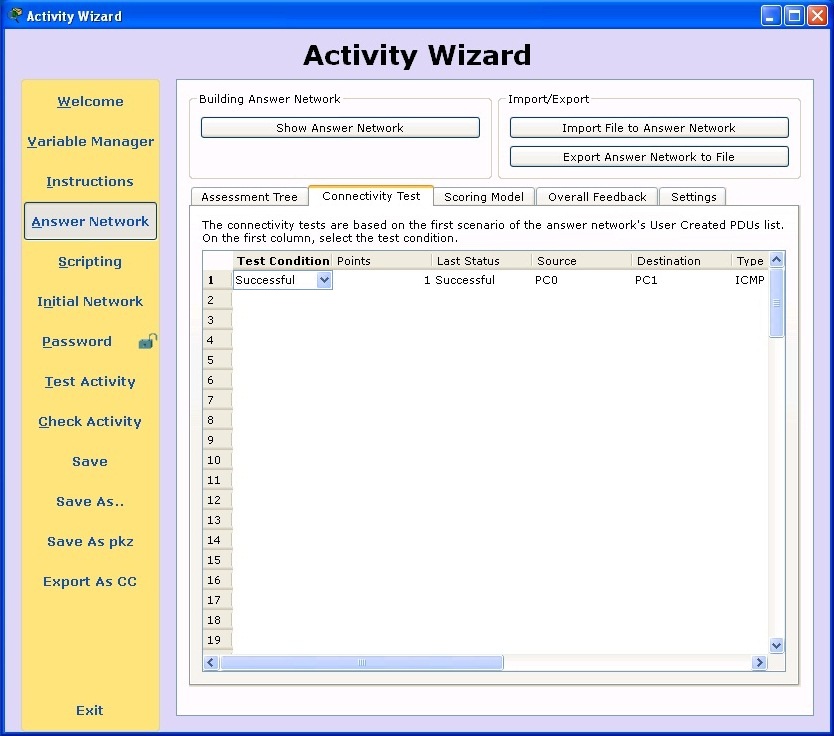 Activity Wizard
Activity Wizard
Welcome
Variable Manager
Instructions
Answer Network
Scripting
Initial Network
Password
Test Activity
Check Activity
Save
Save As..
Save As pkz
Export As CC
Exit
Building Answer Network
Show Answer Network
Import/Export
Import File to Answer Network
Export Answer Network to File
Assessment Tree Connectivity Test Scoring Model Overall Feedback Settings
The connectivity tests are based on the first scenario of the answer network's User Created PDUs list.
On the first column, select the test condition.
Test Condition Points Last Status Source Destination Type
1 Successful 1 Successful PC0 PC1 ICMP
2
3
4
5
6
7
8
9
10
11
12
13
14
15
16
17
18
19